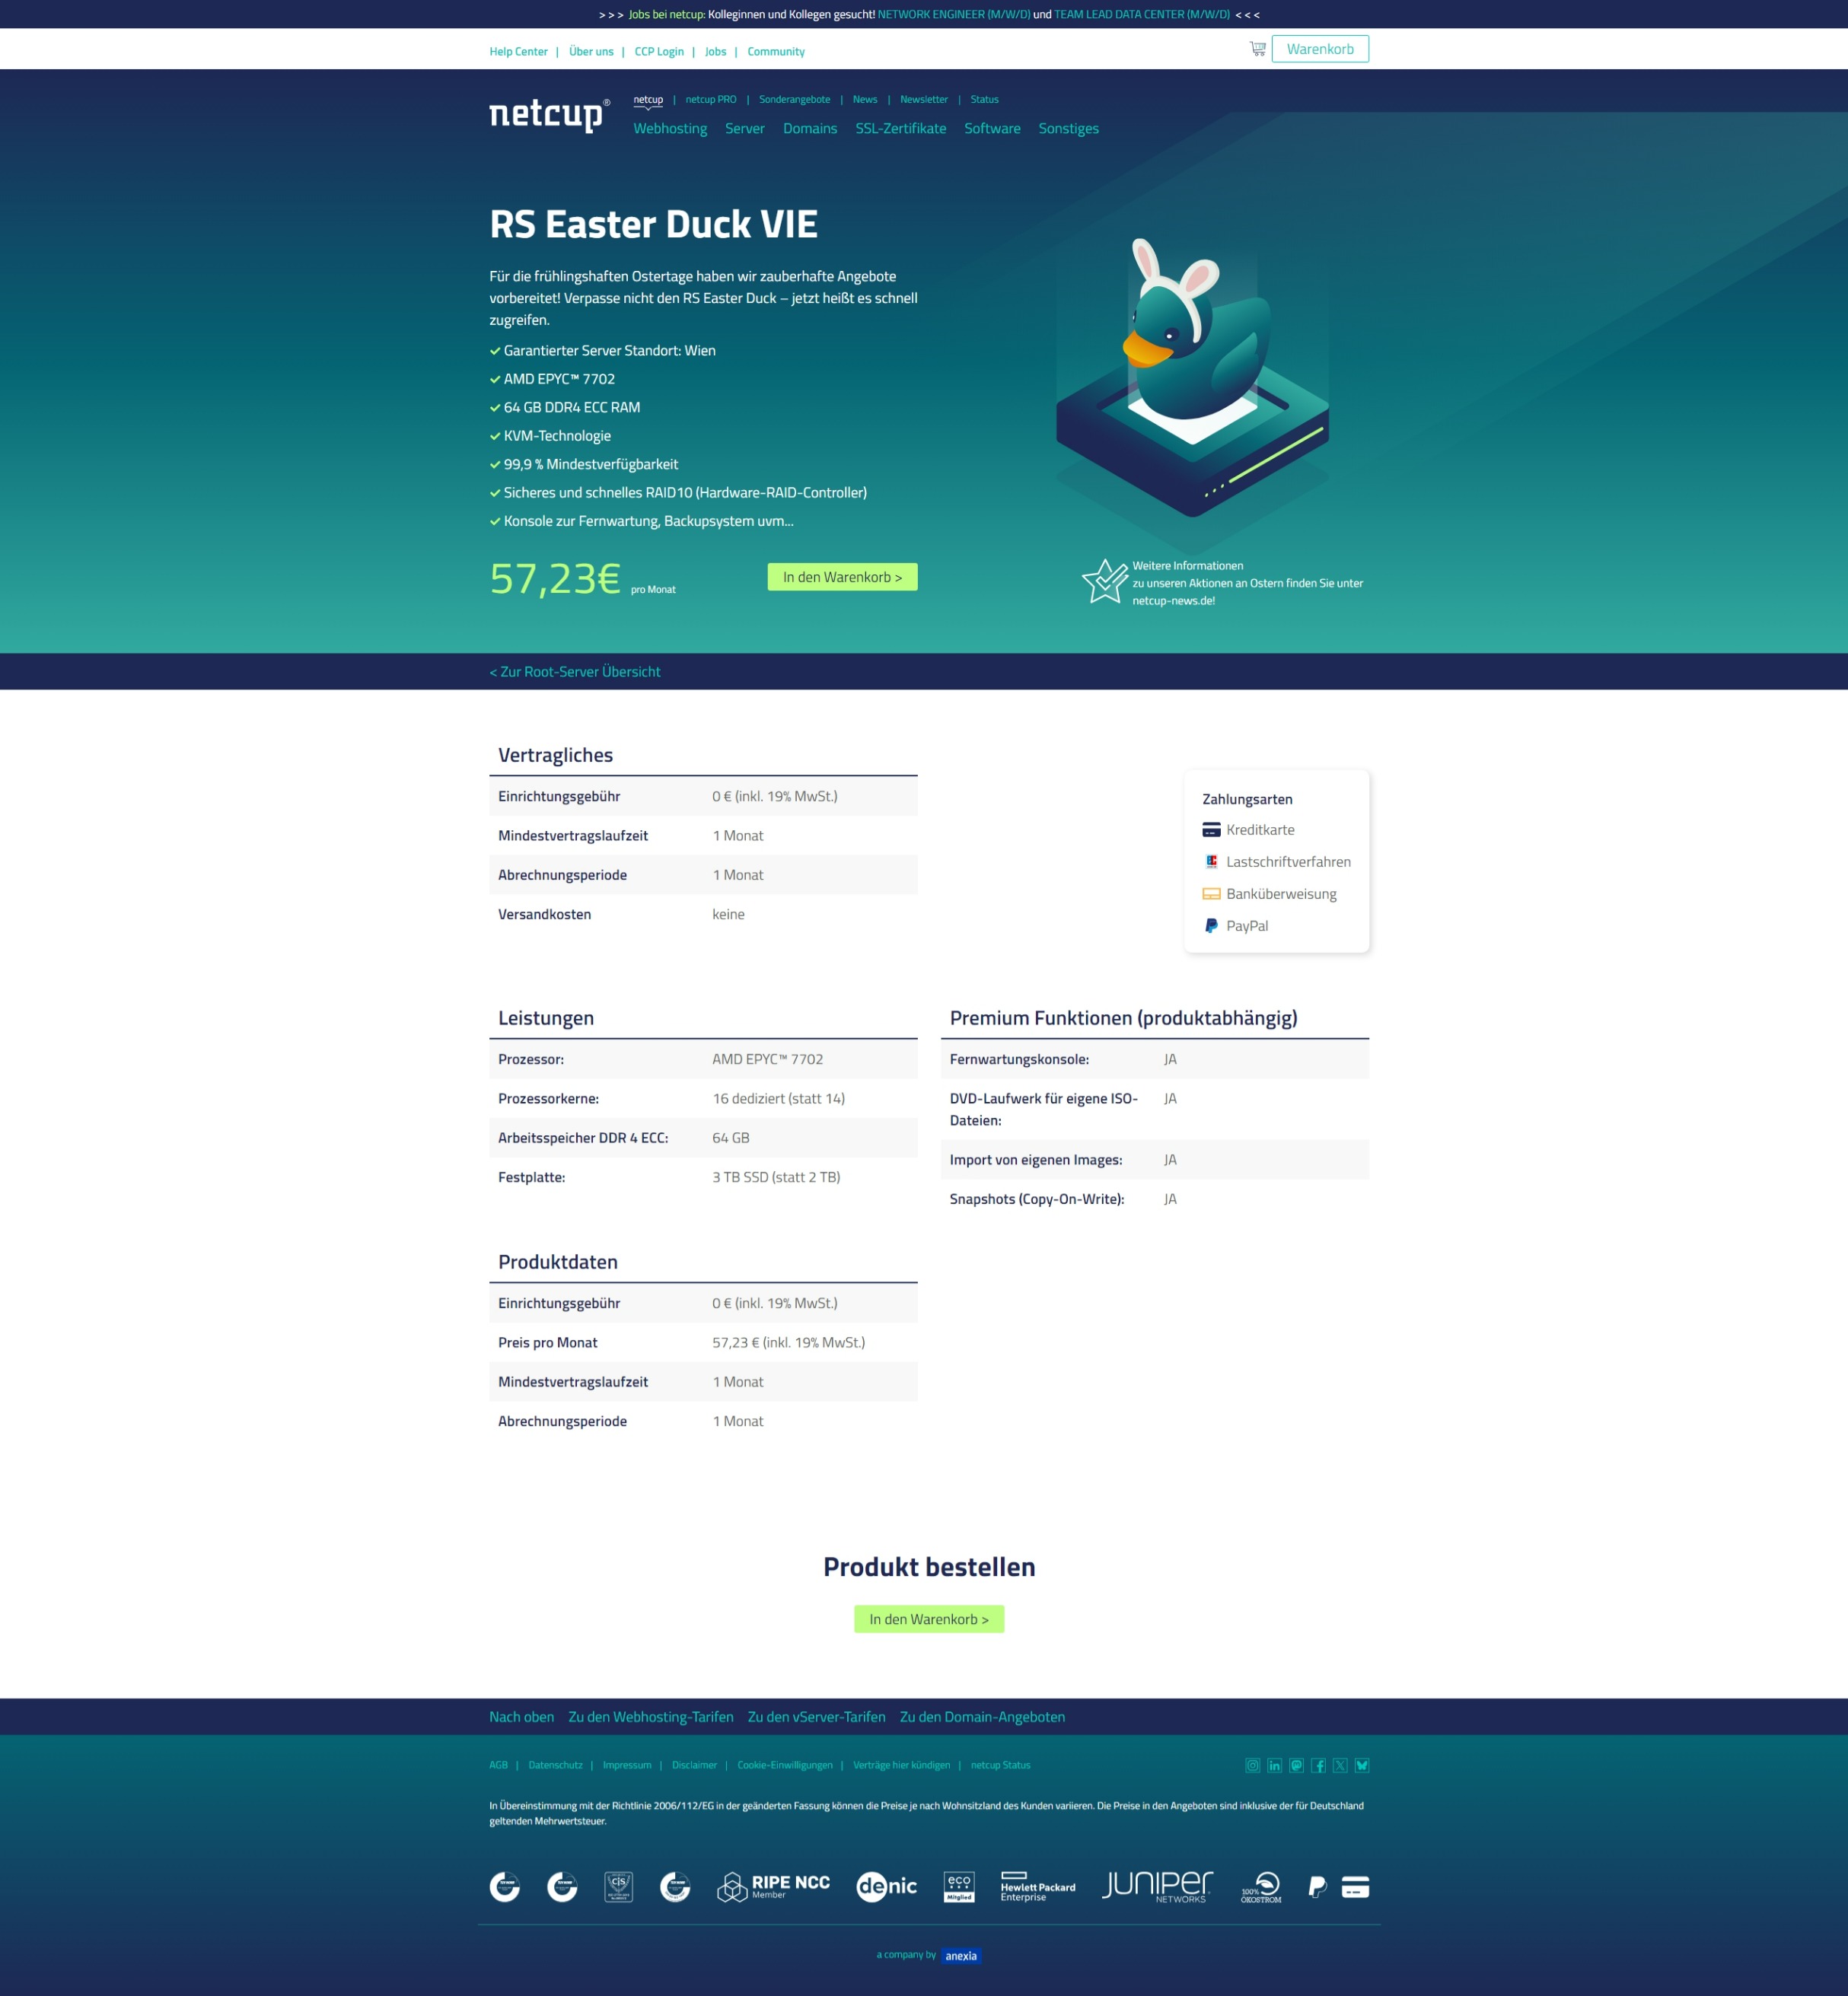 >>> Jobs bei netcup: Kolleginnen und Kollegen gesucht! NETWORK ENGINEER (M/W/D) und TEAM LEAD DATA CENTER (M/W/D) <<<
Help Center | Über uns | CCP Login | Jobs | Community
Warenkorb
netcup®
netcup | netcup PRO | Sonderangebote | News | Newsletter | Status
Webhosting Server Domains SSL-Zertifikate Software Sonstiges
RS Easter Duck VIE
Für die frühlingshaften Ostertage haben wir zauberhafte Angebote
vorbereitet! Verpasse nicht den RS Easter Duck – jetzt heißt es schnell
zugreifen.
Garantierter Server Standort: Wien
AMD EPYC™ 7702
64 GB DDR4 ECC RAM
KVM-Technologie
99,9 % Mindestverfügbarkeit
Sicheres und schnelles RAID10 (Hardware-RAID-Controller)
Konsole zur Fernwartung, Backupsystem uvm...
57,23€ pro Monat
In den Warenkorb >
Weitere Informationen
zu unseren Aktionen an Ostern finden Sie unter
netcup-news.de!
< Zur Root-Server Übersicht
Vertragliches
Einrichtungsgebühr 0 € (inkl. 19% MwSt.)
Mindestvertragslaufzeit 1 Monat
Abrechnungsperiode 1 Monat
Versandkosten keine
Zahlungsarten
Kreditkarte
Lastschriftverfahren
Banküberweisung
PayPal
Leistungen
Prozessor: AMD EPYC™ 7702
Prozessorkerne: 16 dediziert (statt 14)
Arbeitsspeicher DDR 4 ECC: 64 GB
Festplatte: 3 TB SSD (statt 2 TB)
Premium Funktionen (produktabhängig)
Fernwartungskonsole: JA
DVD-Laufwerk für eigene ISO- JA
Dateien:
Import von eigenen Images: JA
Snapshots (Copy-On-Write): JA
Produktdaten
Einrichtungsgebühr 0 € (inkl. 19% MwSt.)
Preis pro Monat 57,23 € (inkl. 19% MwSt.)
Mindestvertragslaufzeit 1 Monat
Abrechnungsperiode 1 Monat
Produkt bestellen
In den Warenkorb >
Nach oben Zu den Webhosting-Tarifen Zu den vServer-Tarifen Zu den Domain-Angeboten
AGB | Datenschutz | Impressum | Disclaimer | Cookie-Einwilligungen | Verträge hier kündigen | netcup Status
In Übereinstimmung mit der Richtlinie 2006/112/EG in der geänderten Fassung können die Preise je nach Wohnsitzland des Kunden variieren. Die Preise in den Angeboten sind inklusive der für Deutschland
geltenden Mehrwertsteuer.
cis
RIPE NCC
Member
denic
eco
Mitglied
Hewlett Packard
Enterprise
JUNIPER
NETWORKS
100%
ÖKOSTROM
a company by anexia